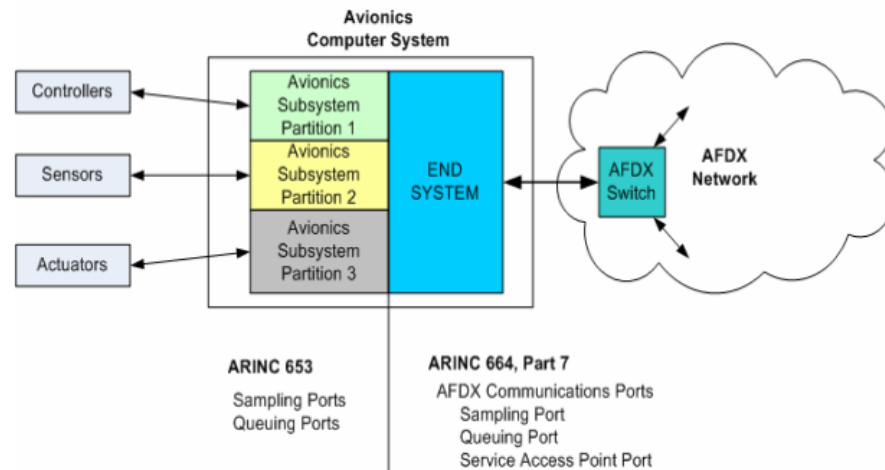 Avionics
Computer System
Controllers
Sensors
Actuators
Avionics
Subsystem
Partition 1
Avionics
Subsystem
Partition 2
Avionics
Subsystem
Partition 3
END
SYSTEM
AFDX
Switch
AFDX
Network
ARINC 653
Sampling Ports
Queuing Ports
ARINC 664, Part 7
AFDX Communications Ports
Sampling Port
Queuing Port
Service Access Point Port